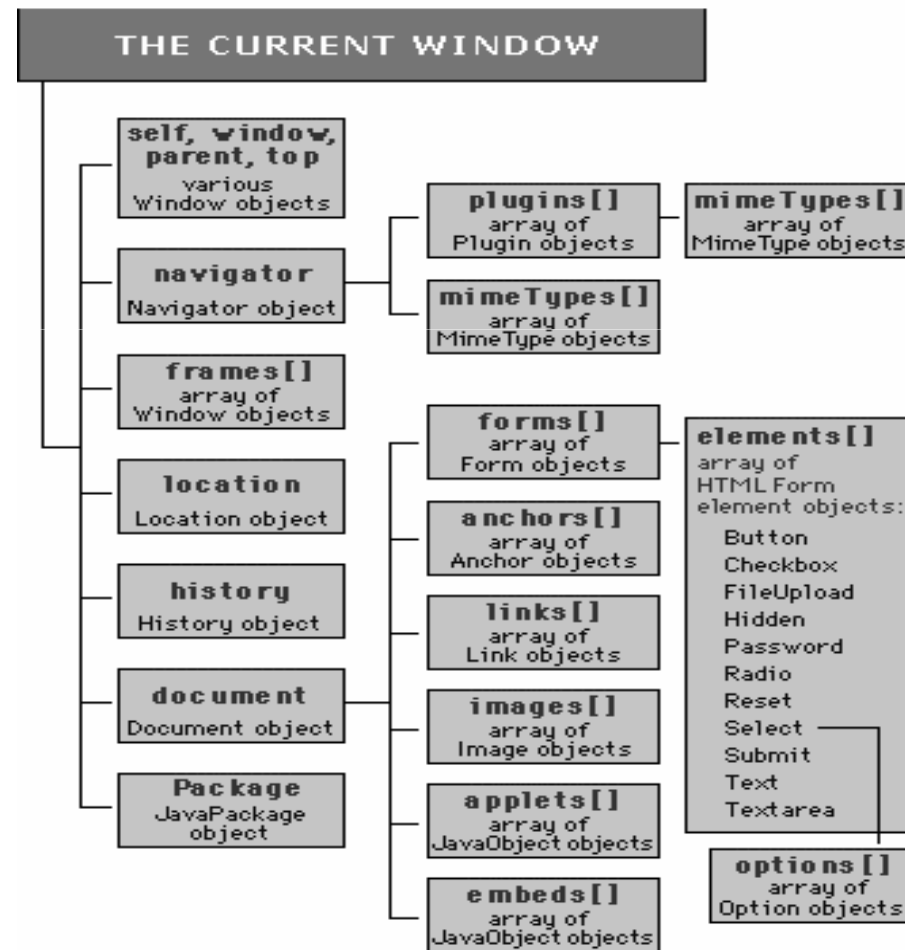 THE CURRENT WINDOW
self, window,
parent, top
various
Window objects
navigator
Navigator object
frames[]
array of
Window objects
location
Location object
history
History object
document
Document object
Package
JavaPackage
object
plugins[]
array of
Plugin objects
mimeTypes[]
array of
MimeType objects
mimeTypes[]
array of
MimeType objects
forms[]
array of
Form objects
anchors[]
array of
Anchor objects
links[]
array of
Link objects
images[]
array of
Image objects
applets[]
array of
JavaObject objects
embeds[]
array of
JavaObject objects
elements[]
array of
HTML Form
element objects:
Button
Checkbox
FileUpload
Hidden
Password
Radio
Reset
Select
Submit
Text
Textarea
options[]
array of
Option objects